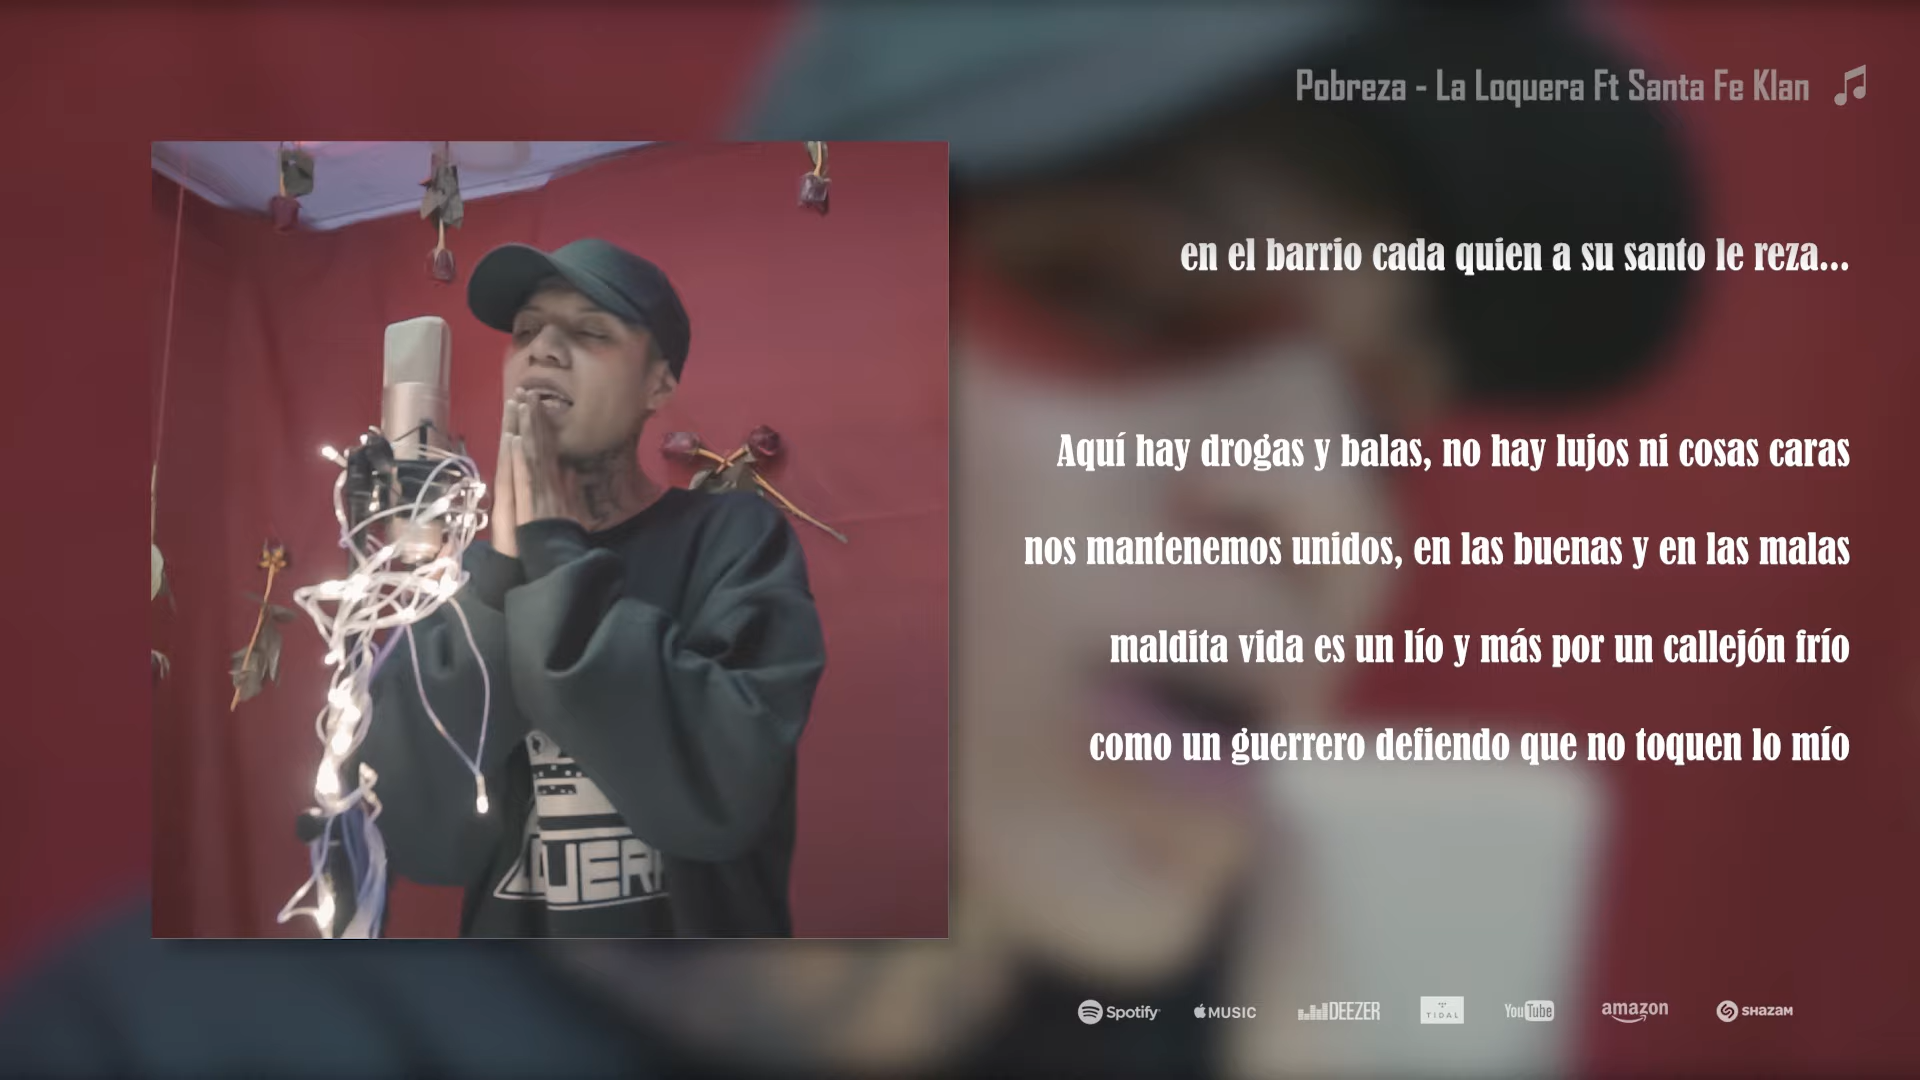 Pobreza - La Loquera Ft Santa Fe Klan
en el barrio cada quien a su santo le reza...
Aquí hay drogas y balas, no hay lujos ni cosas caras
nos mantenemos unidos, en las buenas y en las malas
maldita vida es un lío y más por un callejón frío
como un guerrero defiendo que no toquen lo mío
Spotify MUSIC DEEZER TIDAL YouTube amazon SHAZAM